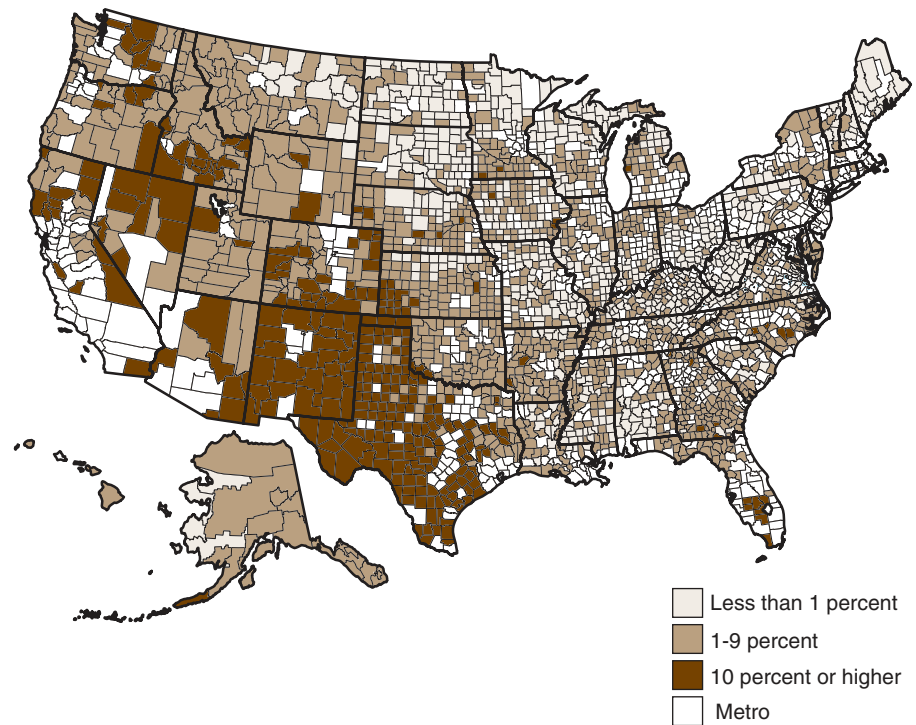 Less than 1 percent
1-9 percent
10 percent or higher
Metro